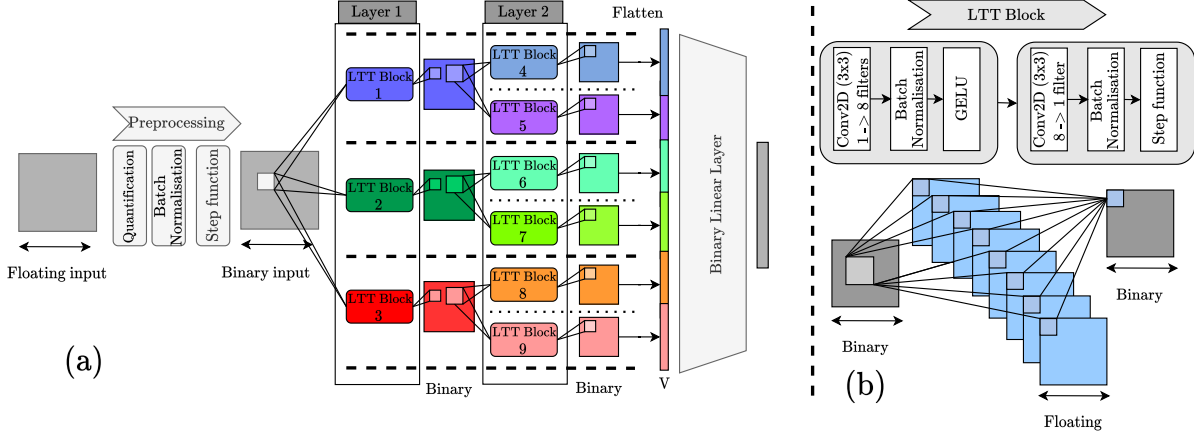 Layer 1
Layer 2
Flatten
LTT Block
1
LTT Block
2
LTT Block
3
LTT Block
4
LTT Block
5
LTT Block
6
LTT Block
7
LTT Block
8
LTT Block
9
Preprocessing
Quantification
Batch
Normalisation
Step function
Floating input
Binary input
Binary
Binary
V
Binary Linear Layer
(a)
LTT Block
Conv2D (3x3)
1 -> 8 filters
Batch
Normalisation
GELU
Conv2D (3x3)
8 -> 1 filter
Batch
Normalisation
Step function
Binary
Binary
Floating
(b)